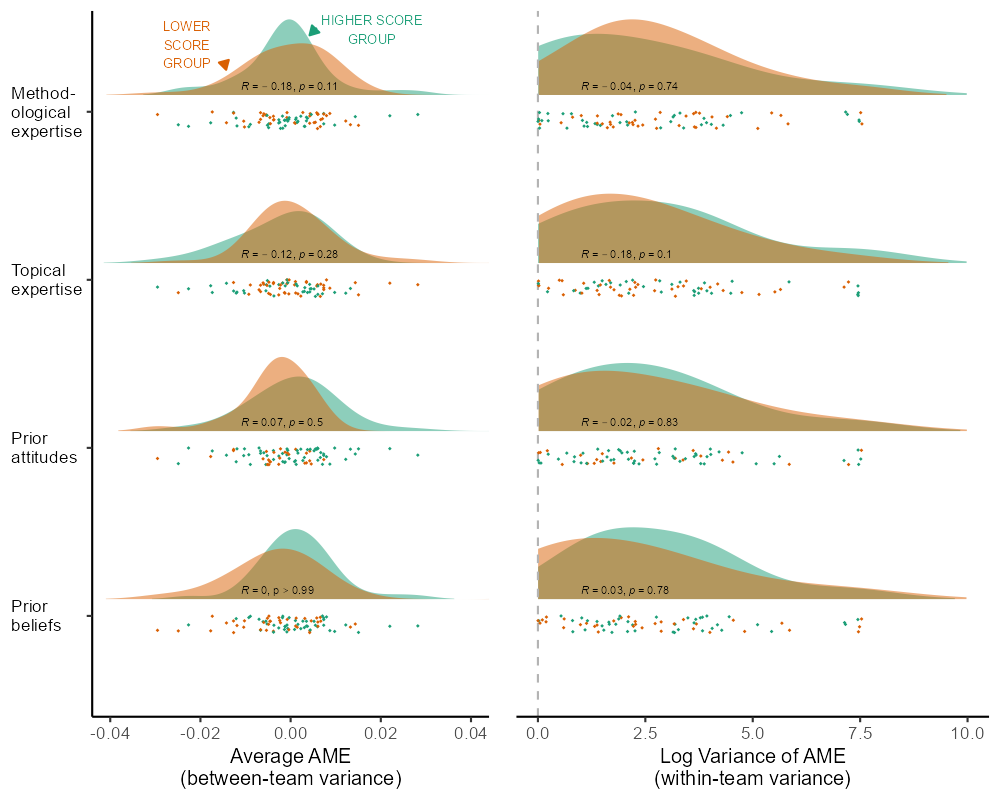 LOWER
SCORE
GROUP
HIGHER SCORE
GROUP
Method-
ological
expertise
R = − 0.18, p = 0.11
R = − 0.04, p = 0.74
Topical
expertise
R = − 0.12, p = 0.28
R = − 0.18, p = 0.1
Prior
attitudes
R = 0.07, p = 0.5
R = − 0.02, p = 0.83
Prior
beliefs
R = 0, p > 0.99
R = 0.03, p = 0.78
-0.04 -0.02 0.00 0.02 0.04
Average AME
(between-team variance)
0.0 2.5 5.0 7.5 10.0
Log Variance of AME
(within-team variance)